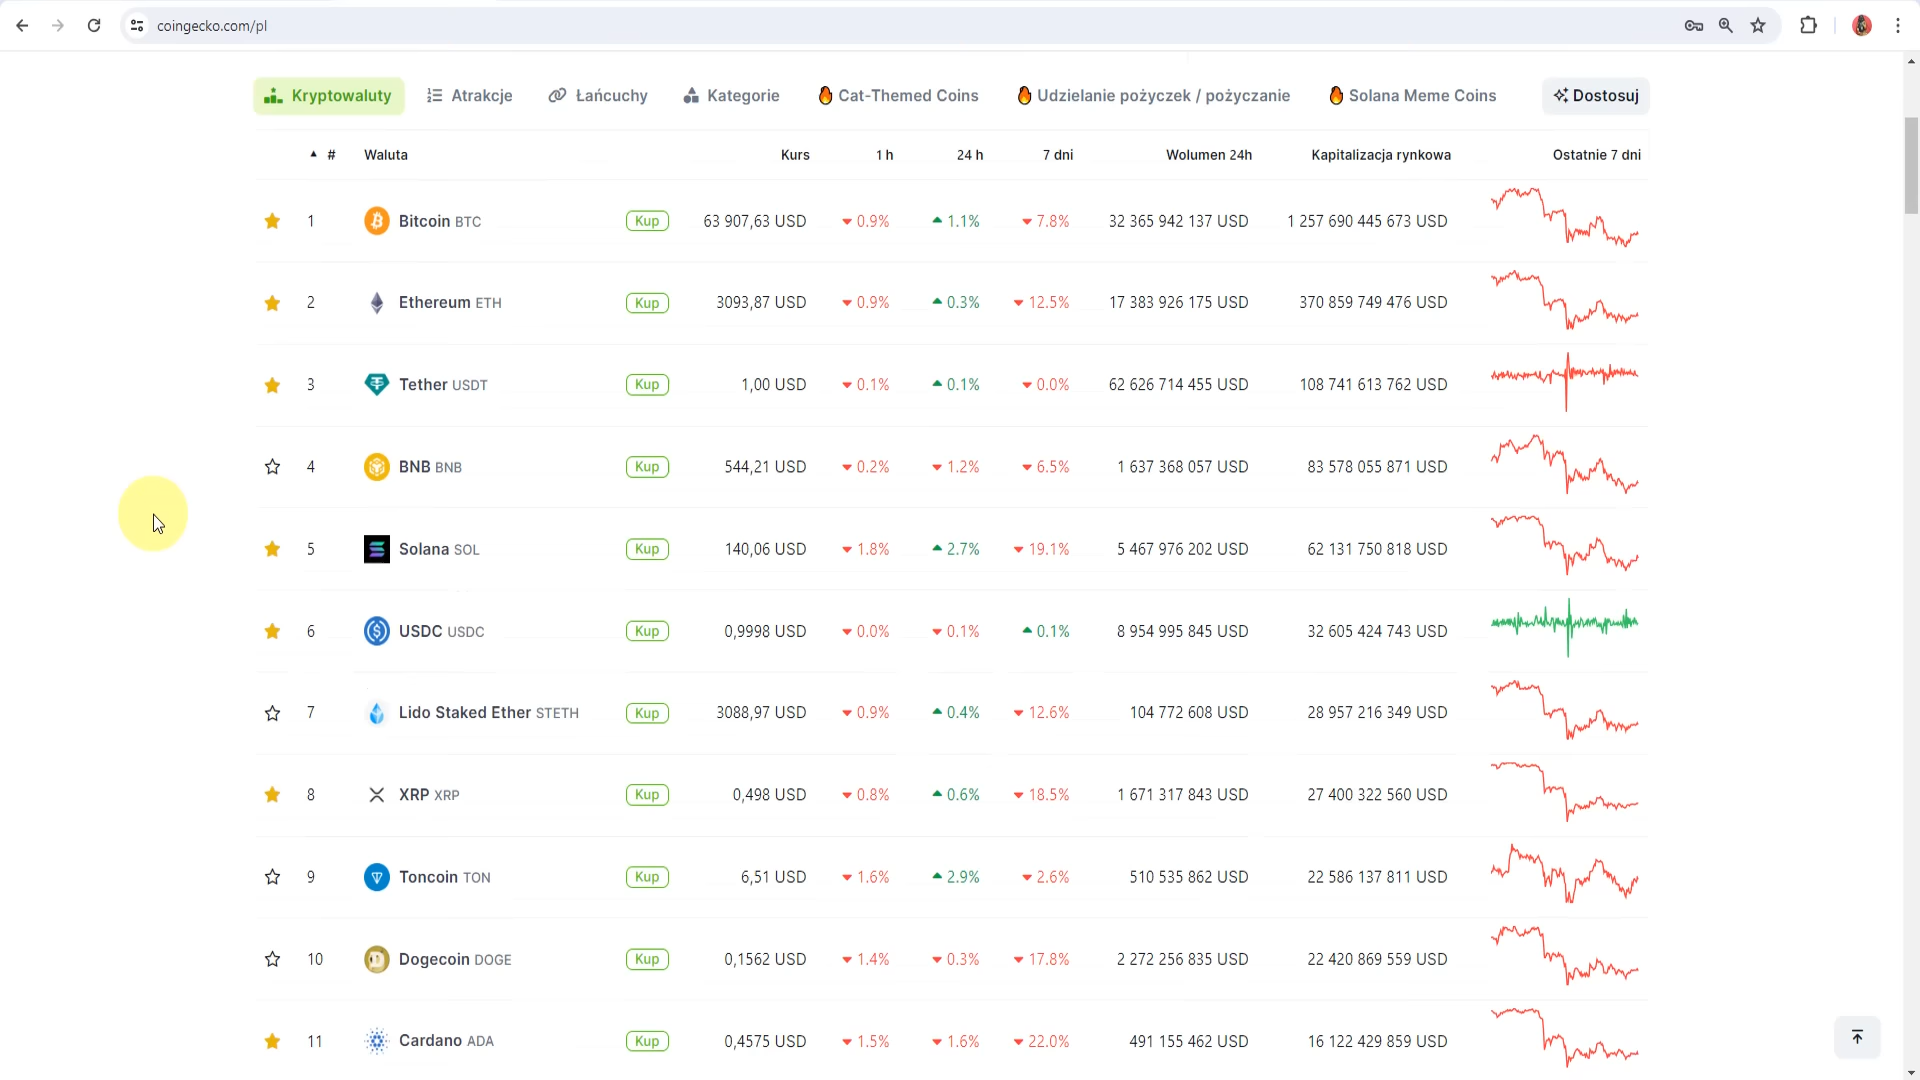 coingecko.com/pl
Kryptowaluty Atrakcje Łańcuchy Kategorie Cat-Themed Coins Udzielanie pożyczek / pożyczanie Solana Meme Coins Dostosuj
# Waluta Kurs 1 h 24 h 7 dni Wolumen 24h Kapitalizacja rynkowa Ostatnie 7 dni
1 Bitcoin BTC Kup 63 907,63 USD 0.9% 1.1% 7.8% 32 365 942 137 USD 1 257 690 445 673 USD
2 Ethereum ETH Kup 3093,87 USD 0.9% 0.3% 12.5% 17 383 926 175 USD 370 859 749 476 USD
3 Tether USDT Kup 1,00 USD 0.1% 0.1% 0.0% 62 626 714 455 USD 108 741 613 762 USD
4 BNB BNB Kup 544,21 USD 0.2% 1.2% 6.5% 1 637 368 057 USD 83 578 055 871 USD
5 Solana SOL Kup 140,06 USD 1.8% 2.7% 19.1% 5 467 976 202 USD 62 131 750 818 USD
6 USDC USDC Kup 0,9998 USD 0.0% 0.1% 0.1% 8 954 995 845 USD 32 605 424 743 USD
7 Lido Staked Ether STETH Kup 3088,97 USD 0.9% 0.4% 12.6% 104 772 608 USD 28 957 216 349 USD
8 XRP XRP Kup 0,498 USD 0.8% 0.6% 18.5% 1 671 317 843 USD 27 400 322 560 USD
9 Toncoin TON Kup 6,51 USD 1.6% 2.9% 2.6% 510 535 862 USD 22 586 137 811 USD
10 Dogecoin DOGE Kup 0,1562 USD 1.4% 0.3% 17.8% 2 272 256 835 USD 22 420 869 559 USD
11 Cardano ADA Kup 0,4575 USD 1.5% 1.6% 22.0% 491 155 462 USD 16 122 429 859 USD